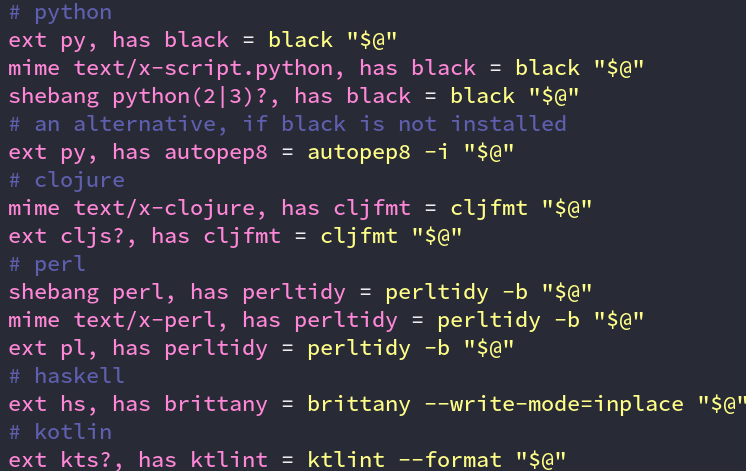 # python
ext py, has black = black "$@"
mime text/x-script.python, has black = black "$@"
shebang python(2|3)?, has black = black "$@"
# an alternative, if black is not installed
ext py, has autopep8 = autopep8 -i "$@"
# clojure
mime text/x-clojure, has cljfmt = cljfmt "$@"
ext cljs?, has cljfmt = cljfmt "$@"
# perl
shebang perl, has perltidy = perltidy -b "$@"
mime text/x-perl, has perltidy = perltidy -b "$@"
ext pl, has perltidy = perltidy -b "$@"
# haskell
ext hs, has brittany = brittany --write-mode=inplace "$@"
# kotlin
ext kts?, has ktlint = ktlint --format "$@"